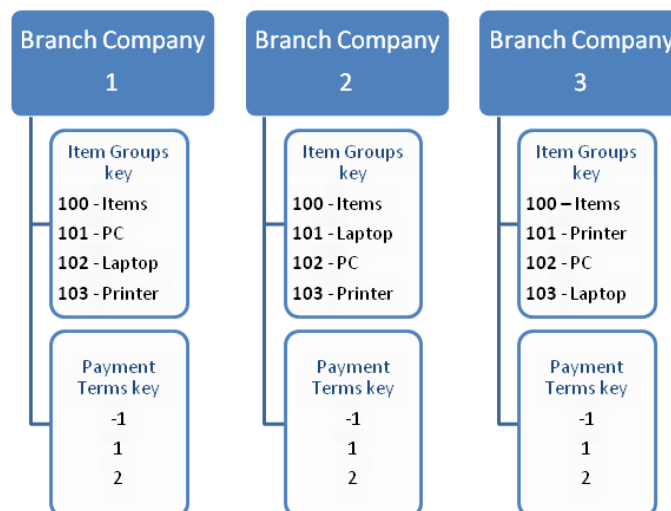 Branch Company
1
Item Groups
key
100 - Items
101 - PC
102 - Laptop
103 - Printer
Payment
Terms key
-1
1
2
Branch Company
2
Item Groups
key
100 - Items
101 - Laptop
102 - PC
103 - Printer
Payment
Terms key
-1
1
2
Branch Company
3
Item Groups
key
100 – Items
101 - Printer
102 - PC
103 - Laptop
Payment
Terms key
-1
1
2